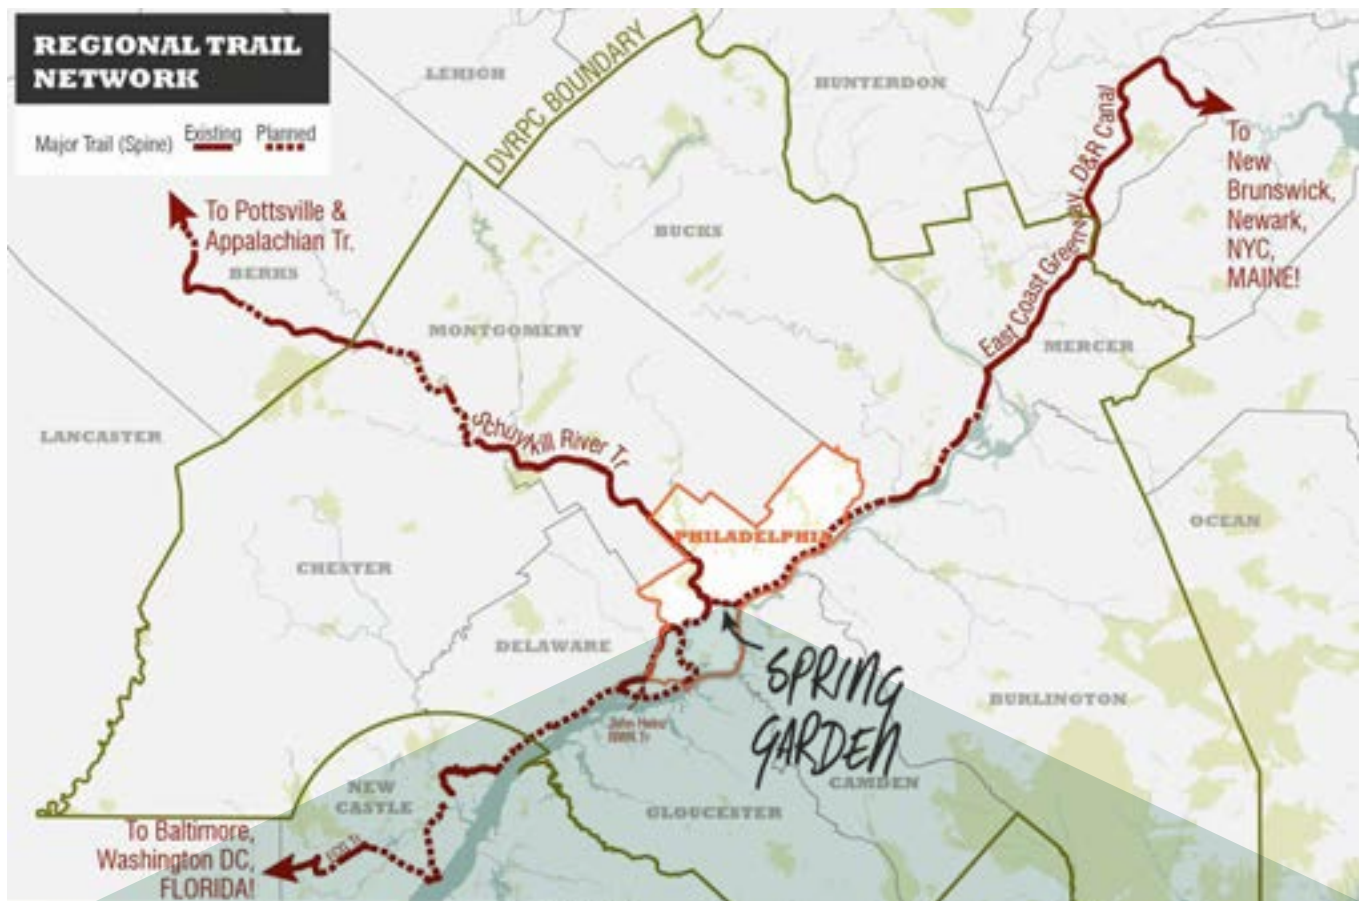 REGIONAL TRAIL
NETWORK
Major Trail (Spine) Existing Planned
LEHIGH
DVRPC BOUNDARY
HUNTERDON
East Coast Greenway, D&R Canal
To
New
Brunswick,
Newark,
NYC,
MAINE!
To Pottsville &
Appalachian Tr.
BERKS
BUCKS
MONTGOMERY
MERCER
LANCASTER
Schuylkill River Tr
PHILADELPHIA
OCEAN
CHESTER
DELAWARE
SPRING
GARDEN
BURLINGTON
John Heinz
NWR Tr
NEW
CASTLE
CAMDEN
GLOUCESTER
To Baltimore,
Washington DC,
FLORIDA!